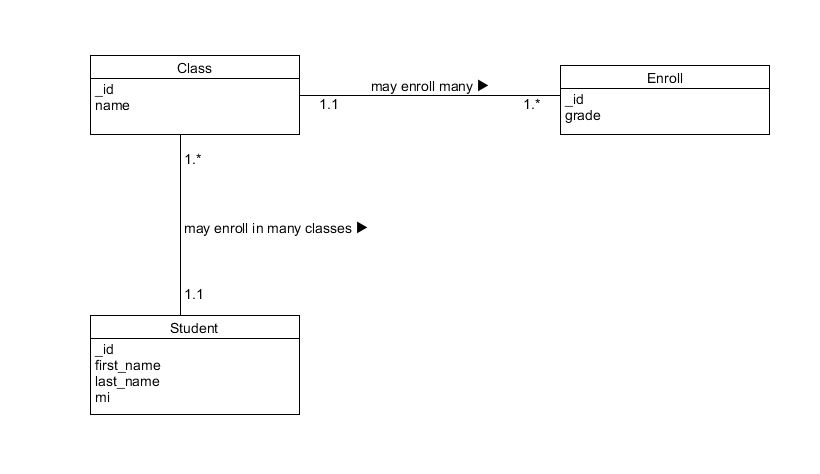 Class
_id
name
may enroll many ▶
1.1
1.*
Enroll
_id
grade
1.*
may enroll in many classes ▶
1.1
Student
_id
first_name
last_name
mi